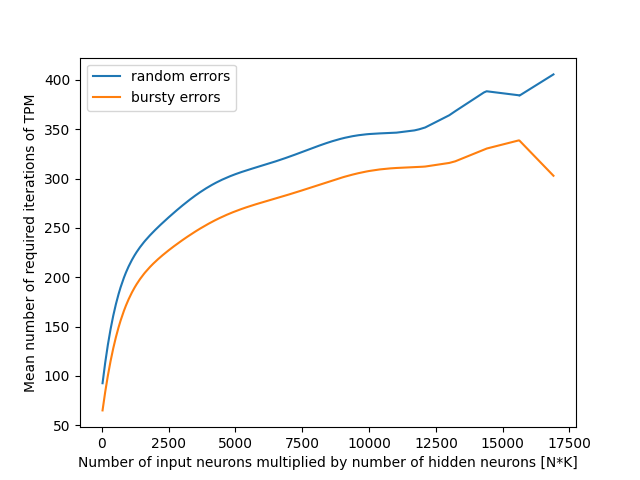 random errors
bursty errors
Mean number of required iterations of TPM
400
350
300
250
200
150
100
50
0 2500 5000 7500 10000 12500 15000 17500
Number of input neurons multiplied by number of hidden neurons [N*K]